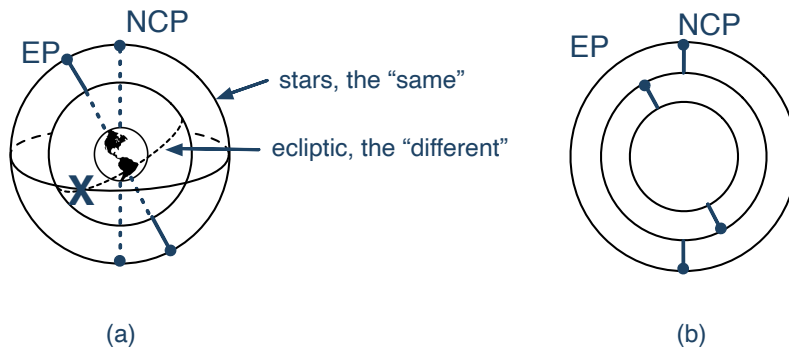 NCP
EP
stars, the “same”
ecliptic, the “different”
X
(a)
NCP
EP
(b)